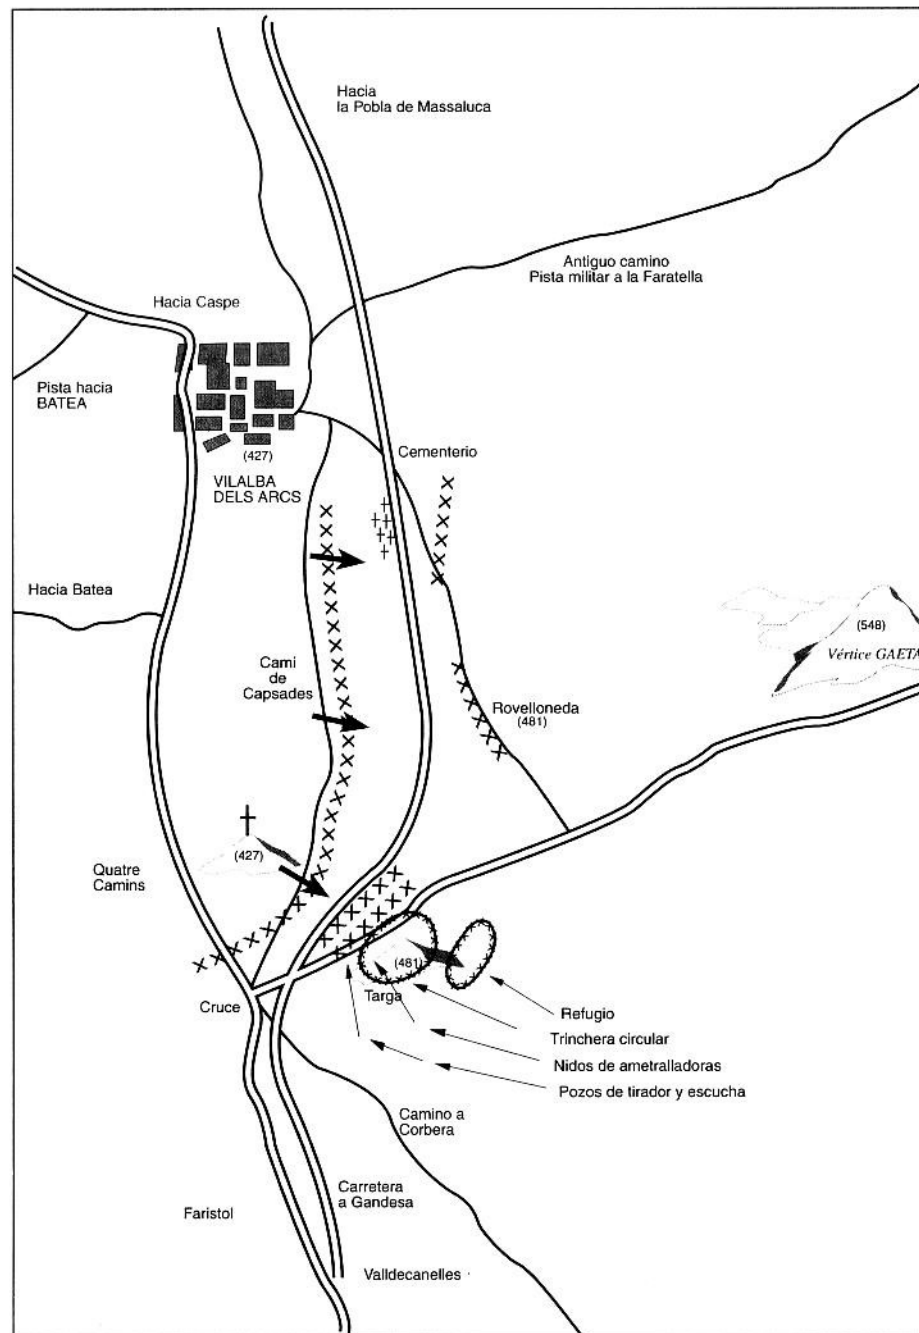 Hacia
la Pobla de Massaluca
Antiguo camino
Pista militar a la Faratella
Hacia Caspe
Pista hacia
BATEA
(427)
VILALBA
DELS ARCS
Cementerio
Hacia Batea
(548)
Vértice GAETA
Cami
de
Capsades
Rovelloneda
(481)
(427)
Quatre
Camins
(481)
Targa
Cruce
Refugio
Trinchera circular
Nidos de ametralladoras
Pozos de tirador y escucha
Camino a
Corbera
Carretera
a Gandesa
Faristol
Valldecanelles